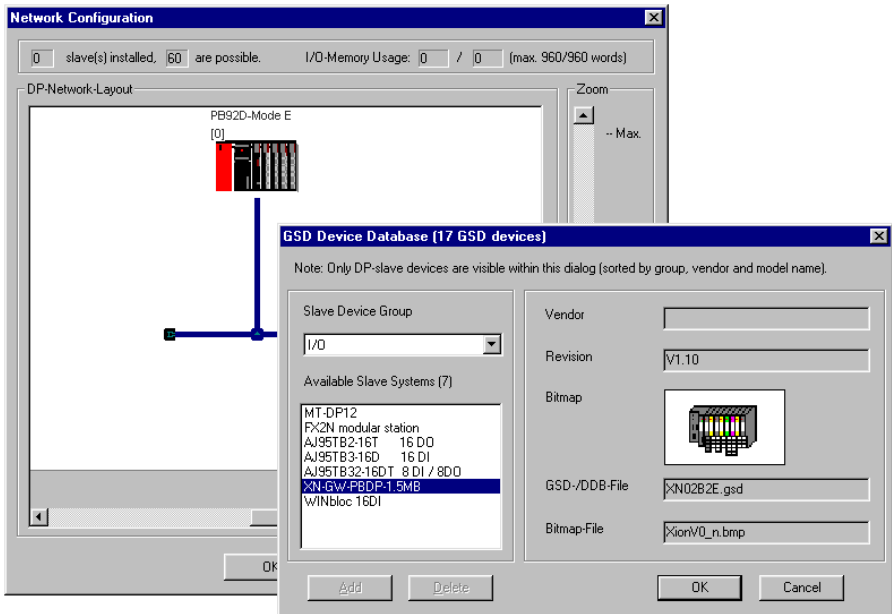 Network Configuration
0 slave(s) installed, 60 are possible. I/O-Memory Usage: 0 / 0 (max. 960/960 words)
DP-Network-Layout
Zoom
PB92D-Mode E
[0]
-- Max.
OK
GSD Device Database (17 GSD devices)
Note: Only DP-slave devices are visible within this dialog (sorted by group, vendor and model name).
Slave Device Group
I/O
Available Slave Systems (7)
MT-DP12
FX2N modular station
AJ95TB2-16T 16 DO
AJ95TB3-16D 16 DI
AJ95TB32-16DT 8 DI / 8DO
XN-GW-PBDP-1.5MB
WINbloc 16DI
Vendor
Revision V1.10
Bitmap
GSD-/DDB-File XN02B2E.gsd
Bitmap-File XionV0_n.bmp
Add Delete OK Cancel